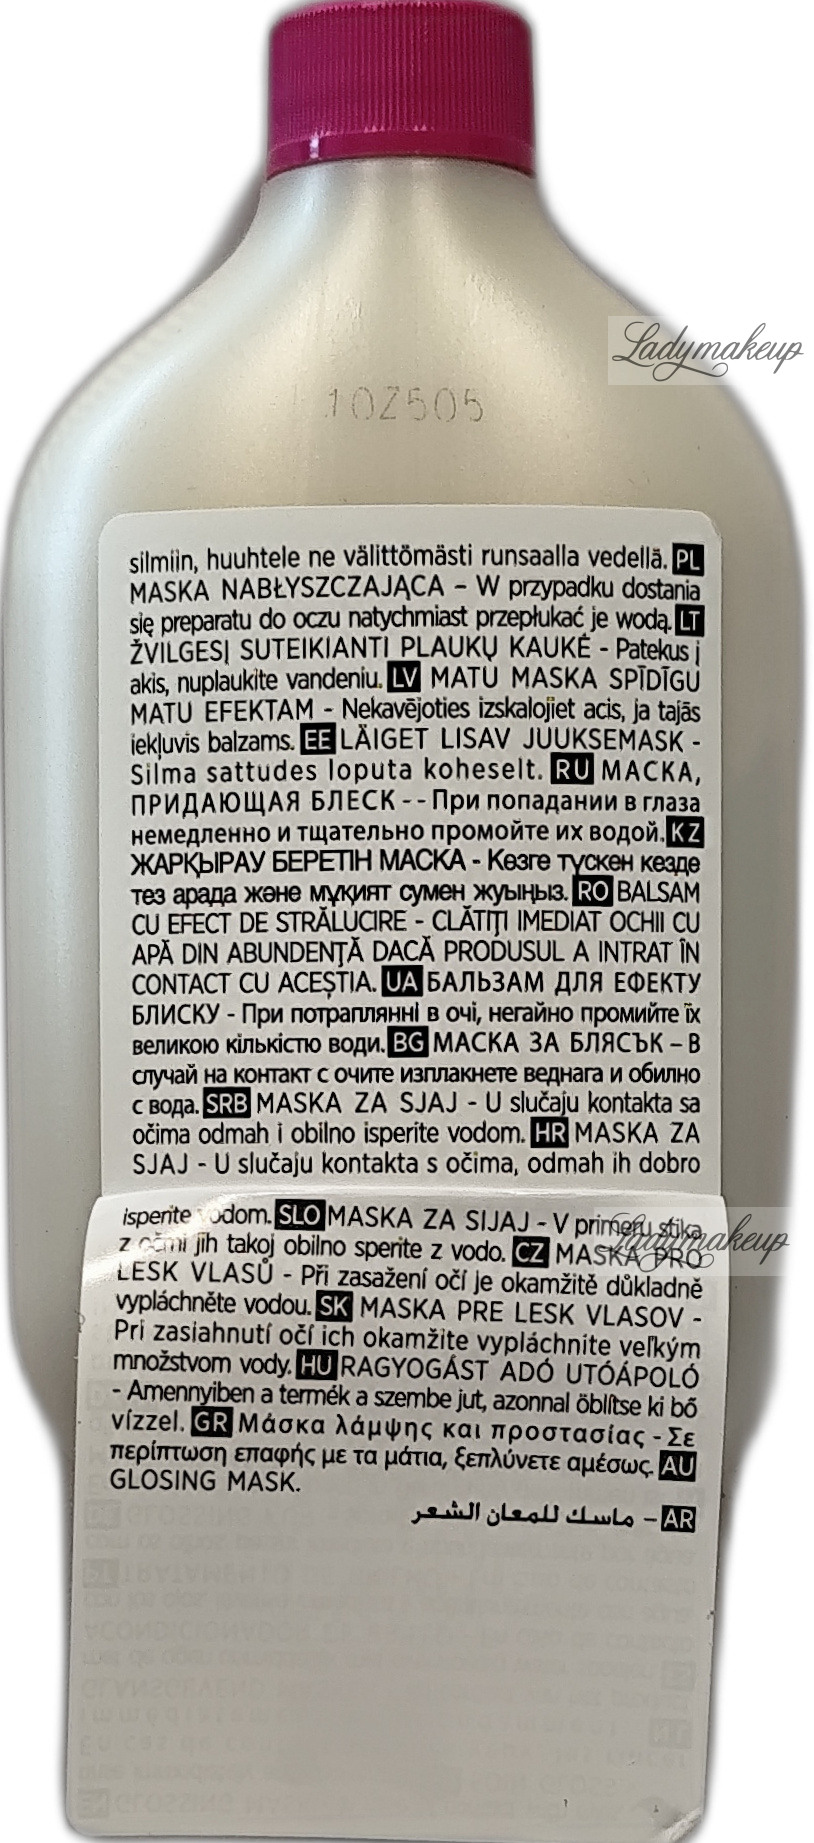 Ladymakeup
10Z505
silmiin, huuhtele ne välittömästi runsaalla vedellä. PL
MASKA NABŁYSZCZAJĄCA – W przypadku dostania
się preparatu do oczu natychmiast przepłukać je wodą. LT
ŽVILGESĮ SUTEIKIANTI PLAUKŲ KAUKĖ - Patekus į
akis, nuplaukite vandeniu. LV MATU MASKA SPĪDĪGU
MATU EFEKTAM - Nekavējoties izskalojiet acis, ja tajās
iekļuvis balzams. EE LÄIGET LISAV JUUKSEMASK -
Silma sattudes loputa koheselt. RU МАСКА,
ПРИДАЮЩАЯ БЛЕСК - - При попадании в глаза
немедленно и тщательно промойте их водой. KZ
ЖАРҚЫРАУ БЕРЕТІН МАСКА - Көзге түскен кезде
тез арада және мұқият сумен жуыңыз. RO BALSAM
CU EFECT DE STRĂLUCIRE - CLĂTIȚI IMEDIAT OCHII CU
APĂ DIN ABUNDENȚĂ DACĂ PRODUSUL A INTRAT ÎN
CONTACT CU ACEȘTIA. UA БАЛЬЗАМ ДЛЯ ЕФЕКТУ
БЛИСКУ - При потраплянні в очі, негайно промийте їх
великою кількістю води. BG МАСКА ЗА БЛЯСЪК – В
случай на контакт с очите изплакнете веднага и обилно
с вода. SRB MASKA ZA SJAJ - U slučaju kontakta sa
očima odmah i obilno isperite vodom. HR MASKA ZA
SJAJ - U slučaju kontakta s očima, odmah ih dobro
isperite vodom. SLO MASKA ZA SIJAJ - V primeru stika
z očmi jih takoj obilno sperite z vodo. CZ MASKA PRO
Ladymakeup
LESK VLASŮ - Při zasažení očí je okamžitě důkladně
vypláchněte vodou. SK MASKA PRE LESK VLASOV -
Pri zasiahnutí očí ich okamžite vypláchnite veľkým
množstvom vody. HU RAGYOGÁST ADÓ UTÓÁPOLÓ
- Amennyiben a termék a szembe jut, azonnal öblítse ki bő
vízzel. GR Μάσκα λάμψης και προστασίας - Σε
περίπτωση επαφής με τα μάτια, ξεπλύνετε αμέσως. AU
GLOSING MASK.
AR – ماسك للمعان الشعر